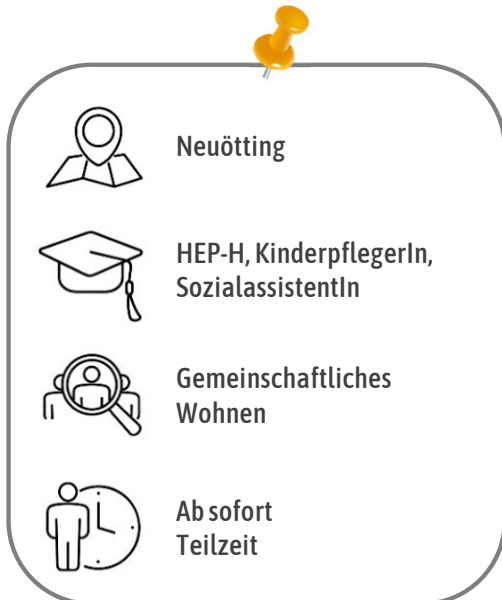 Neuötting
HEP-H, KinderpflegerIn,
SozialassistentIn
Gemeinschaftliches
Wohnen
Ab sofort
Teilzeit